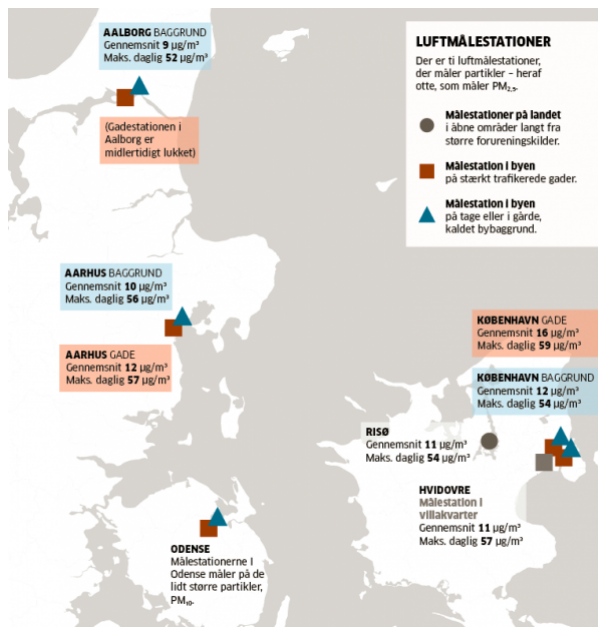 AALBORG BAGGRUND
Gennemsnit 9 µg/m³
Maks. daglig 52 µg/m³
(Gadestationen i
Aalborg er
midlertidigt lukket)
LUFTMÅLESTATIONER
Der er ti luftmålestationer,
der måler partikler – heraf
otte, som måler PM₂,₅.
Målestationer på landet
i åbne områder langt fra
større forureningskilder.
Målestation i byen
på stærkt trafikerede gader.
Målestation i byen
på tage eller i gårde,
kaldet bybaggrund.
AARHUS BAGGRUND
Gennemsnit 10 µg/m³
Maks. daglig 56 µg/m³
AARHUS GADE
Gennemsnit 12 µg/m³
Maks. daglig 57 µg/m³
KØBENHAVN GADE
Gennemsnit 16 µg/m³
Maks. daglig 59 µg/m³
KØBENHAVN BAGGRUND
Gennemsnit 12 µg/m³
Maks. daglig 54 µg/m³
RISØ
Gennemsnit 11 µg/m³
Maks. daglig 54 µg/m³
HVIDOVRE
Målestation i
villakvarter
Gennemsnit 11 µg/m³
Maks. daglig 57 µg/m³
ODENSE
Målestationerne i
Odense måler på de
lidt større partikler,
PM₁₀.